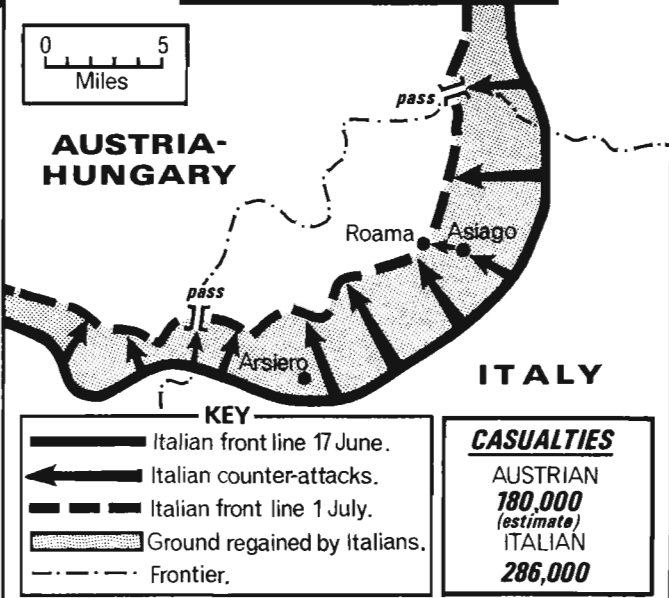 0 5
Miles
pass
AUSTRIA-
HUNGARY
Roama Asiago
pass
Arsiero
ITALY
KEY
Italian front line 17 June.
Italian counter-attacks.
Italian front line 1 July.
Ground regained by Italians.
Frontier.
CASUALTIES
AUSTRIAN
180,000
(estimate)
ITALIAN
286,000